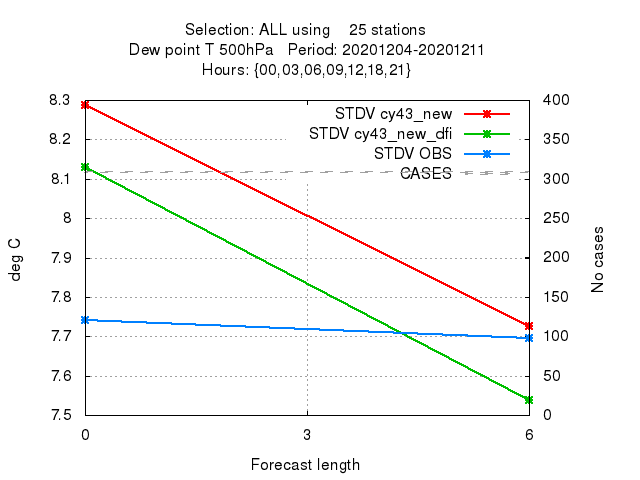 Selection: ALL using 25 stations
Dew point T 500hPa Period: 20201204-20201211
Hours: {00,03,06,09,12,18,21}
8.3
8.2
8.1
8
7.9
7.8
7.7
7.6
7.5
deg C
STDV cy43_new
STDV cy43_new_dfi
STDV OBS
CASES
400
350
300
250
200
150
100
50
0
No cases
0
3
6
Forecast length